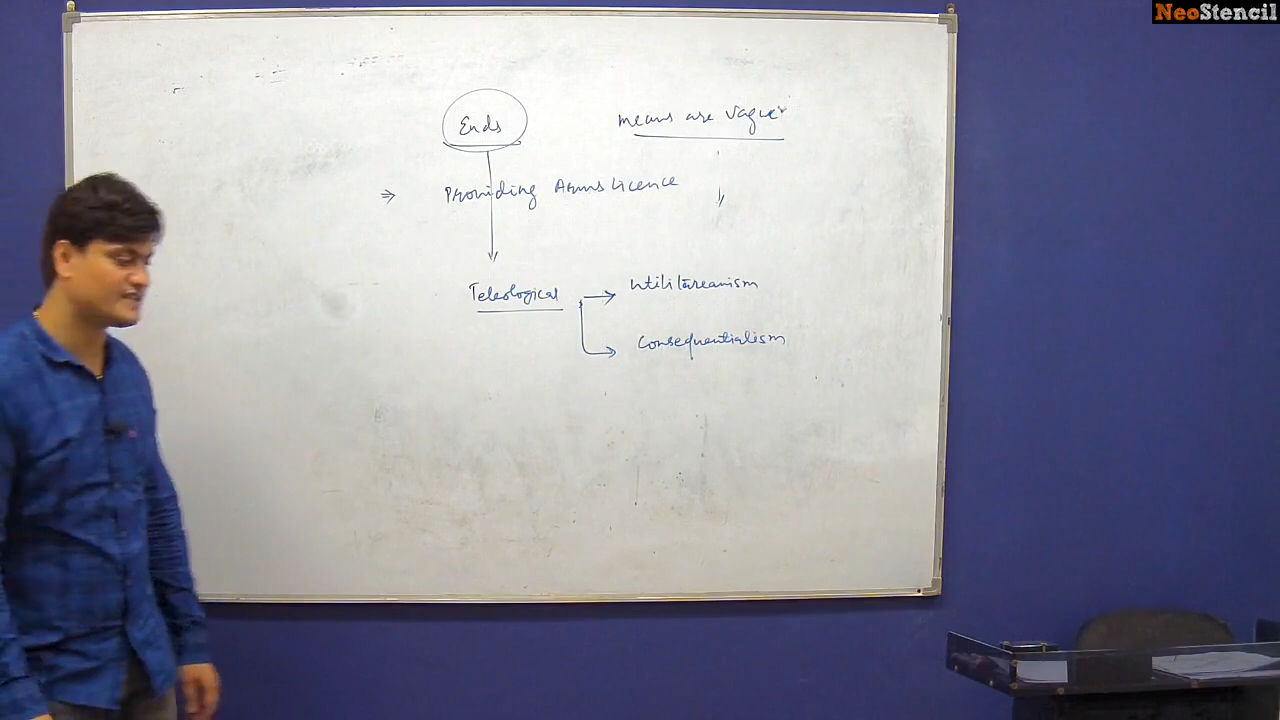 NeoStencil
Ends
means are vague
⇒ Providing Arms Licence
Teleological
utilitareanism
consequentialism